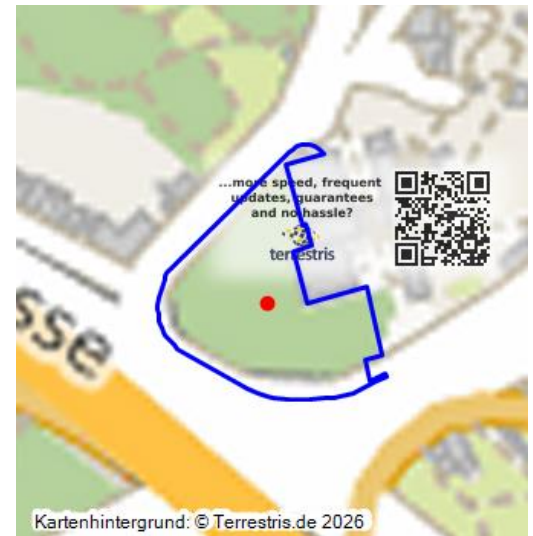 ...more speed, frequent
updates, guarantees
and no hassle?
terrestris
sse
Kartenhintergrund: © Terrestris.de 2026